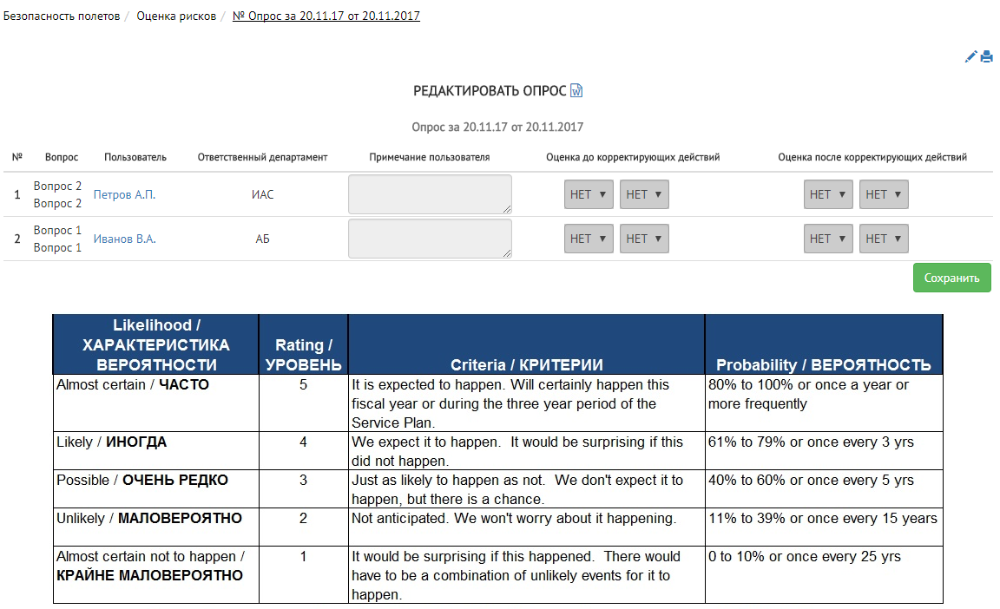 Безопасность полетов / Оценка рисков / № Опрос за 20.11.17 от 20.11.2017
РЕДАКТИРОВАТЬ ОПРОС
Опрос за 20.11.17 от 20.11.2017
№ Вопрос Пользователь Ответственный департамент Примечание пользователя Оценка до корректирующих действий Оценка после корректирующих действий
1 Вопрос 2 Вопрос 2 Петров А.П. ИАС НЕТ НЕТ НЕТ НЕТ
2 Вопрос 1 Вопрос 1 Иванов В.А. АБ НЕТ НЕТ НЕТ НЕТ
Сохранить
Likelihood /
ХАРАКТЕРИСТИКА
ВЕРОЯТНОСТИ
Rating /
УРОВЕНЬ
Criteria / КРИТЕРИИ
Probability / ВЕРОЯТНОСТЬ
Almost certain / ЧАСТО
5
It is expected to happen. Will certainly happen this
fiscal year or during the three year period of the
Service Plan.
80% to 100% or once a year or
more frequently
Likely / ИНОГДА
4
We expect it to happen.  It would be surprising if this
did not happen.
61% to 79% or once every 3 yrs
Possible / ОЧЕНЬ РЕДКО
3
Just as likely to happen as not.  We don't expect it to
happen, but there is a chance.
40% to 60% or once every 5 yrs
Unlikely / МАЛОВЕРОЯТНО
2
Not anticipated. We won't worry about it happening.
11% to 39% or once every 15 years
Almost certain not to happen /
КРАЙНЕ МАЛОВЕРОЯТНО
1
It would be surprising if this happened.  There would
have to be a combination of unlikely events for it to
happen.
0 to 10% or once every 25 yrs